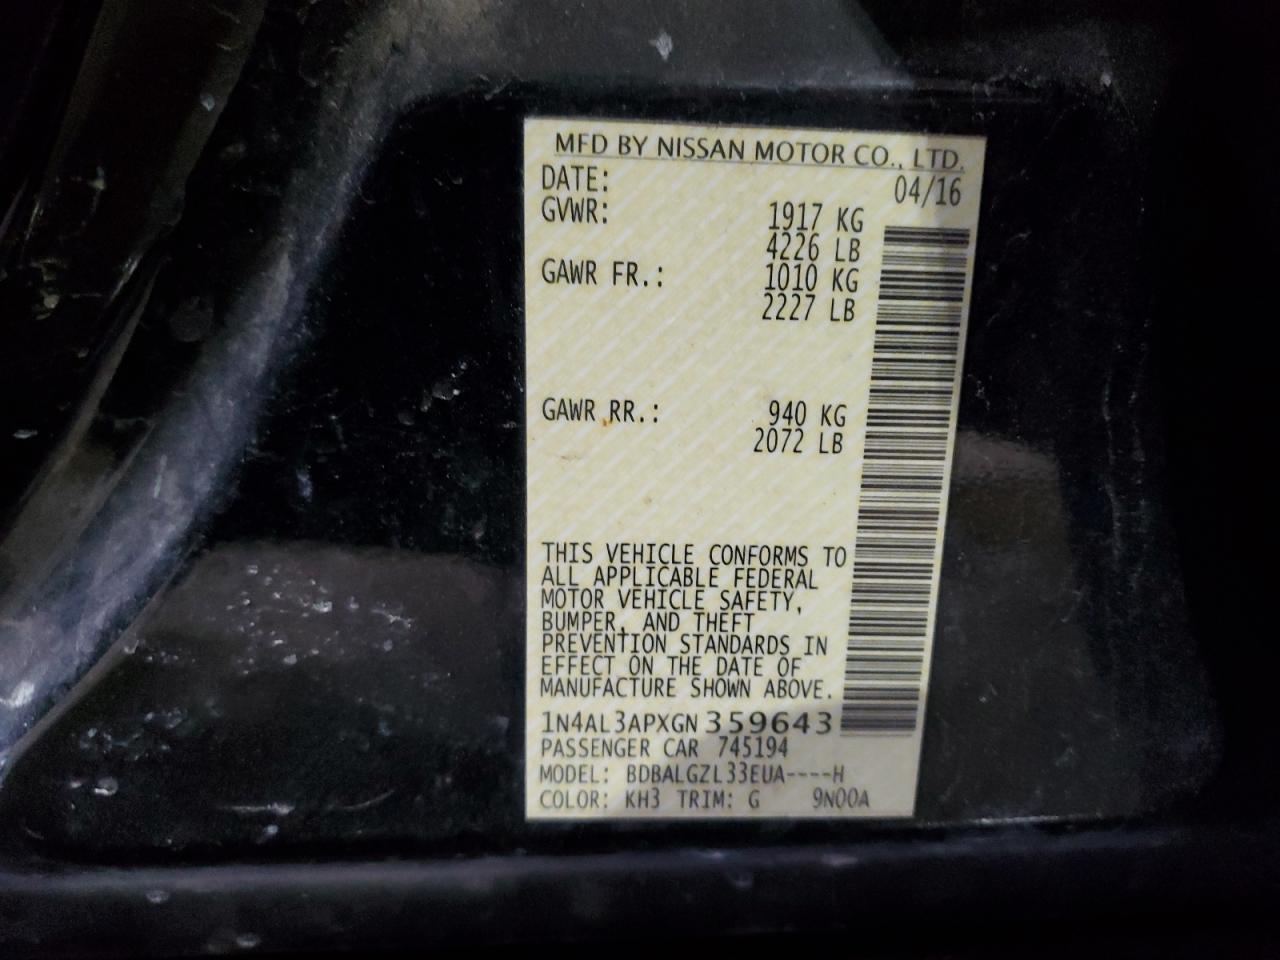 MFD BY NISSAN MOTOR CO., LTD.
DATE: 04/16
GVWR: 1917 KG
4226 LB
GAWR FR.: 1010 KG
2227 LB
GAWR RR.: 940 KG
2072 LB
THIS VEHICLE CONFORMS TO
ALL APPLICABLE FEDERAL
MOTOR VEHICLE SAFETY,
BUMPER, AND THEFT
PREVENTION STANDARDS IN
EFFECT ON THE DATE OF
MANUFACTURE SHOWN ABOVE.
1N4AL3APXGN359643
PASSENGER CAR 745194
MODEL: BDBALGZL33EUA----H
COLOR: KH3 TRIM: G 9N00A